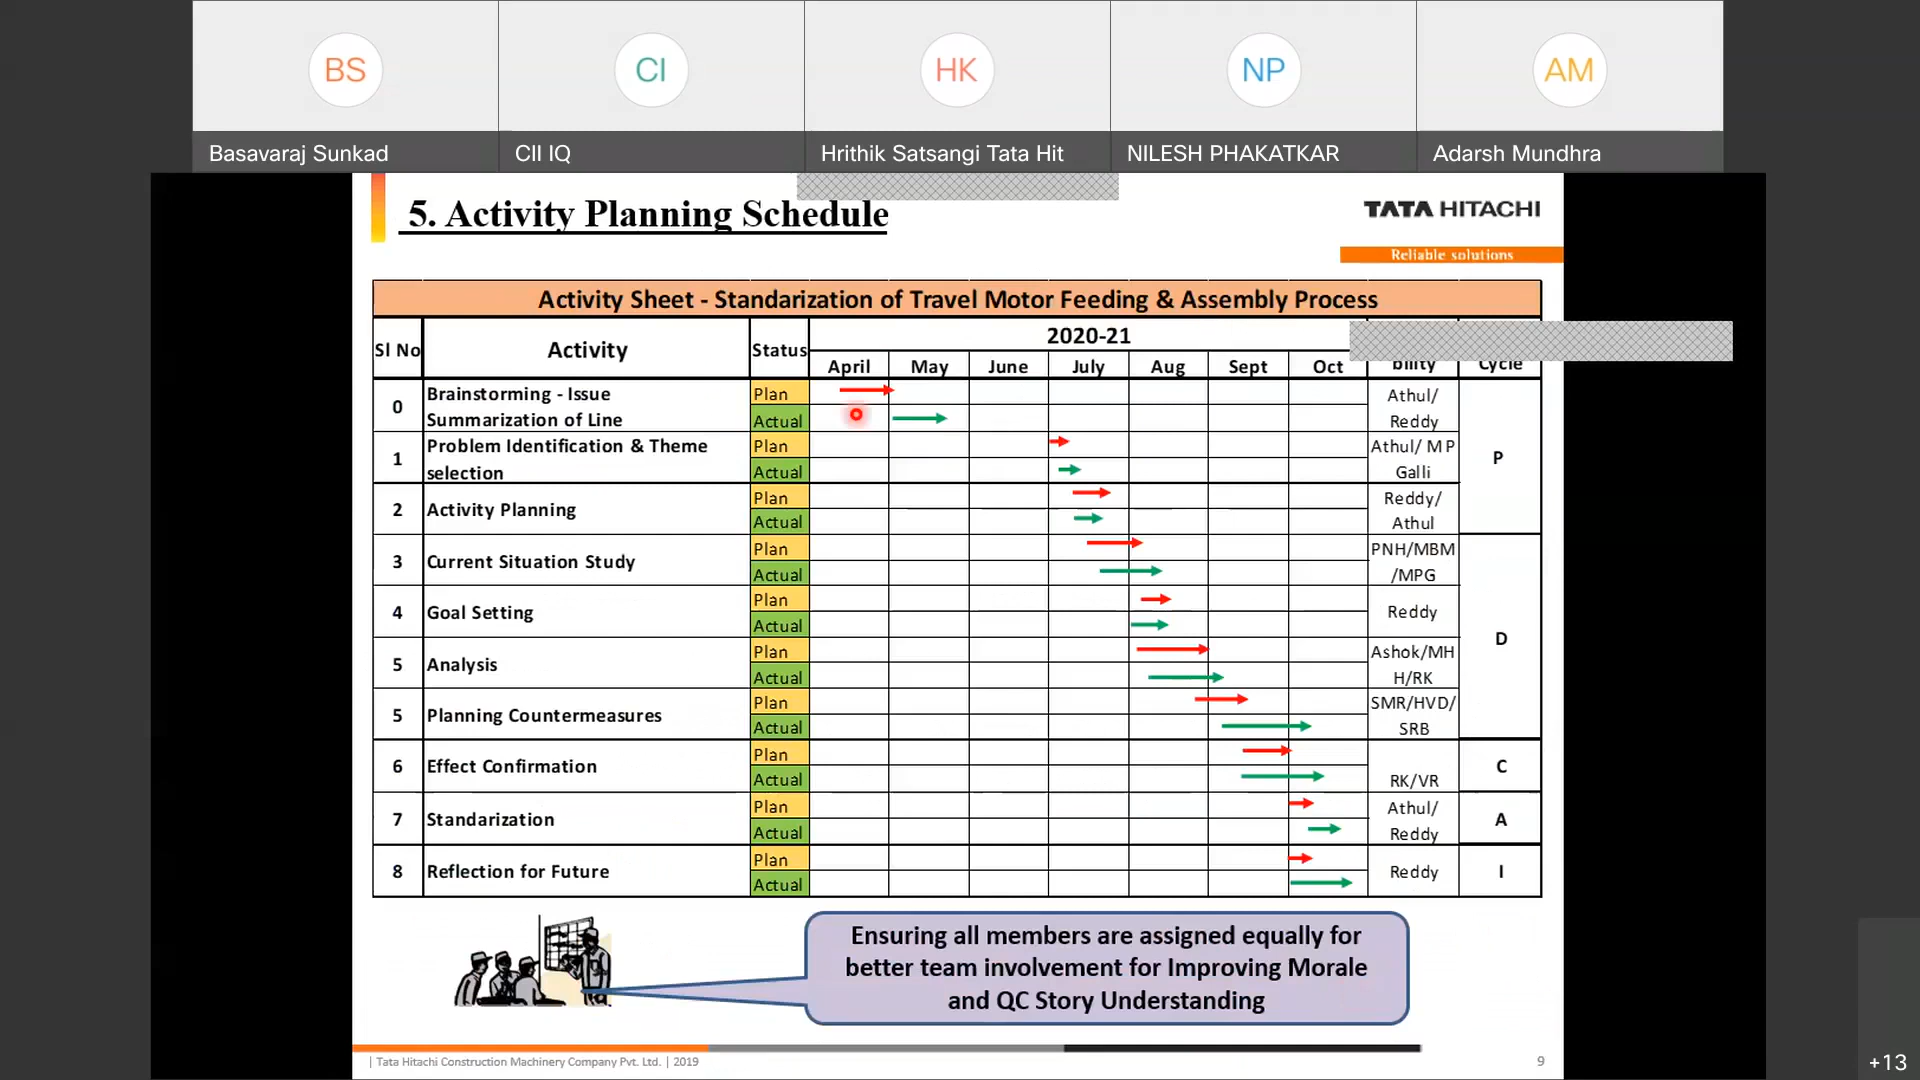 BS
CI
HK
NP
AM
Basavaraj Sunkad
CII IQ
Hrithik Satsangi Tata Hit
NILESH PHAKATKAR
Adarsh Mundhra
5. Activity Planning Schedule
TATA HITACHI
Reliable solutions
Activity Sheet - Standarization of Travel Motor Feeding & Assembly Process
Sl No
Activity
Status
2020-21
April
May
June
July
Aug
Sept
Oct
bility
Cycle
0
Brainstorming - Issue
Summarization of Line
Plan
Actual
Athul/
Reddy
P
1
Problem Identification & Theme
selection
Plan
Actual
Athul/ M P
Galli
2
Activity Planning
Plan
Actual
Reddy/
Athul
3
Current Situation Study
Plan
Actual
PNH/MBM
/MPG
D
4
Goal Setting
Plan
Actual
Reddy
5
Analysis
Plan
Actual
Ashok/MH
H/RK
5
Planning Countermeasures
Plan
Actual
SMR/HVD/
SRB
6
Effect Confirmation
Plan
Actual
RK/VR
C
7
Standarization
Plan
Actual
Athul/
Reddy
A
8
Reflection for Future
Plan
Actual
Reddy
I
Ensuring all members are assigned equally for
better team involvement for Improving Morale
and QC Story Understanding
| Tata Hitachi Construction Machinery Company Pvt. Ltd. | 2019
9
+13